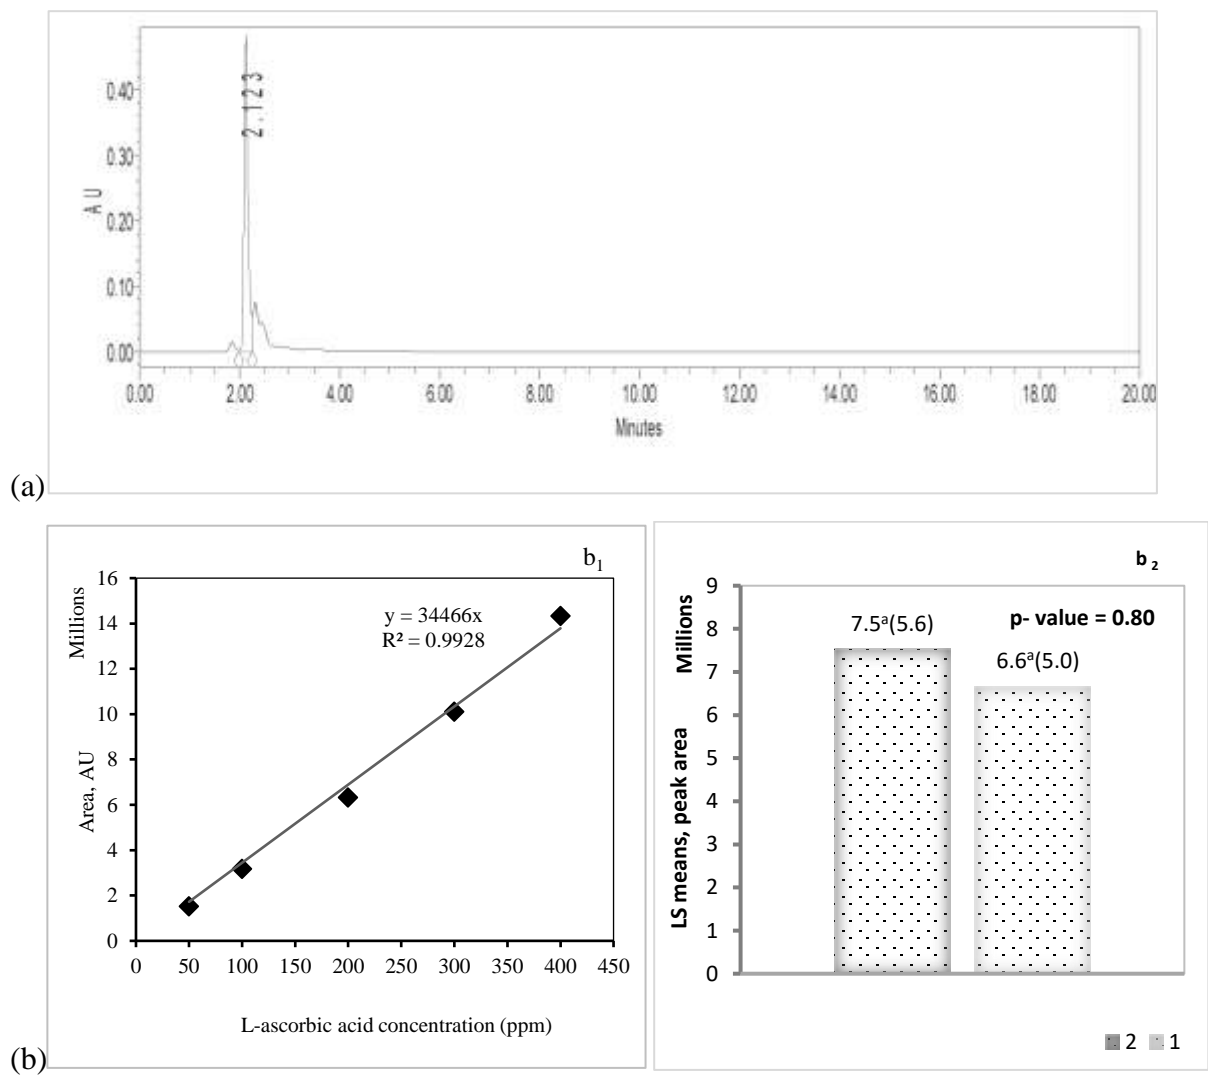 0.40
0.30
0.20
0.10
0.00
AU
2.123
0.00 2.00 4.00 6.00 8.00 10.00 12.00 14.00 16.00 18.00 20.00
Minutes
(a)
b1
Millions
Area, AU
16
14
12
10
8
6
4
2
0
y = 34466x
R² = 0.9928
0 50 100 150 200 250 300 350 400 450
L-ascorbic acid concentration (ppm)
(b)
b 2
Millions
LS means, peak area
9
8
7
6
5
4
3
2
1
0
7.5ᵃ(5.6)
p- value = 0.80
6.6ᵃ(5.0)
2 1